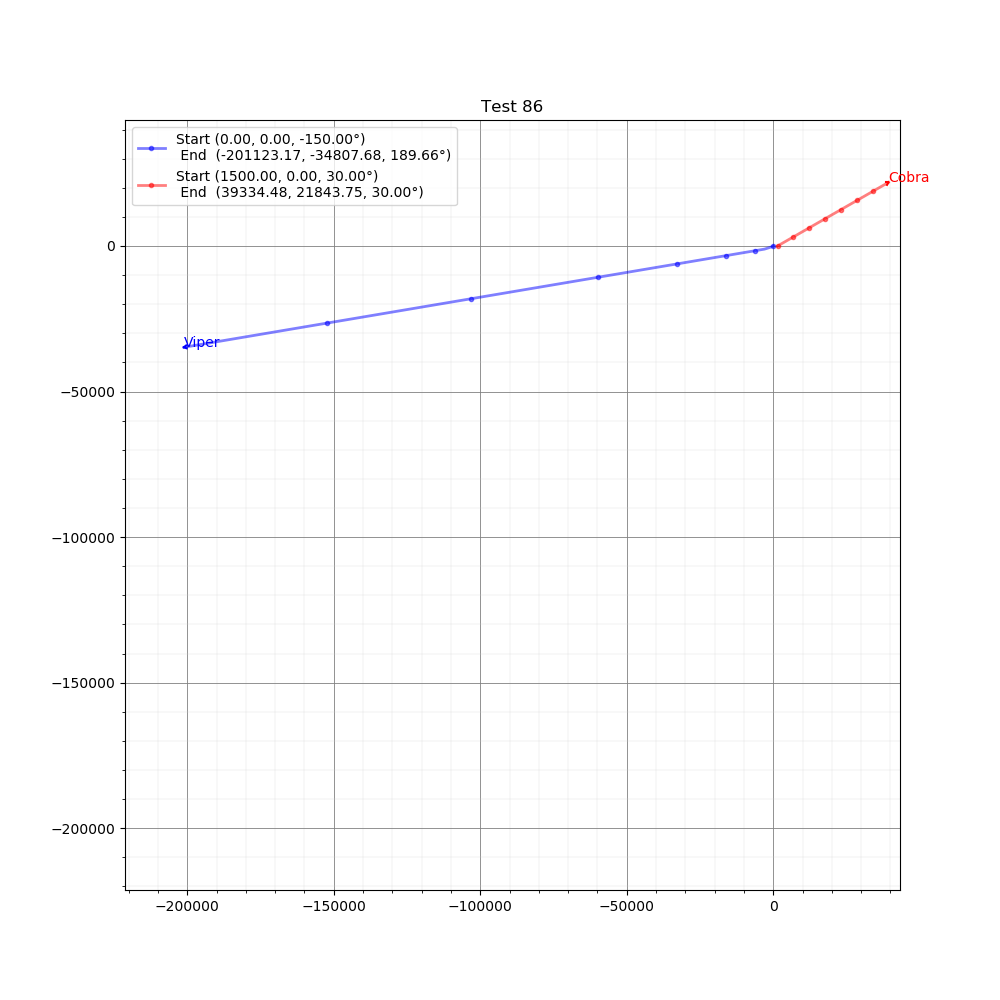 Test 86
Start (0.00, 0.00, -150.00°)
End  (-201123.17, -34807.68, 189.66°)
Start (1500.00, 0.00, 30.00°)
End  (39334.48, 21843.75, 30.00°)
Cobra
Viper
0
−50000
−100000
−150000
−200000
−200000
−150000
−100000
−50000
0